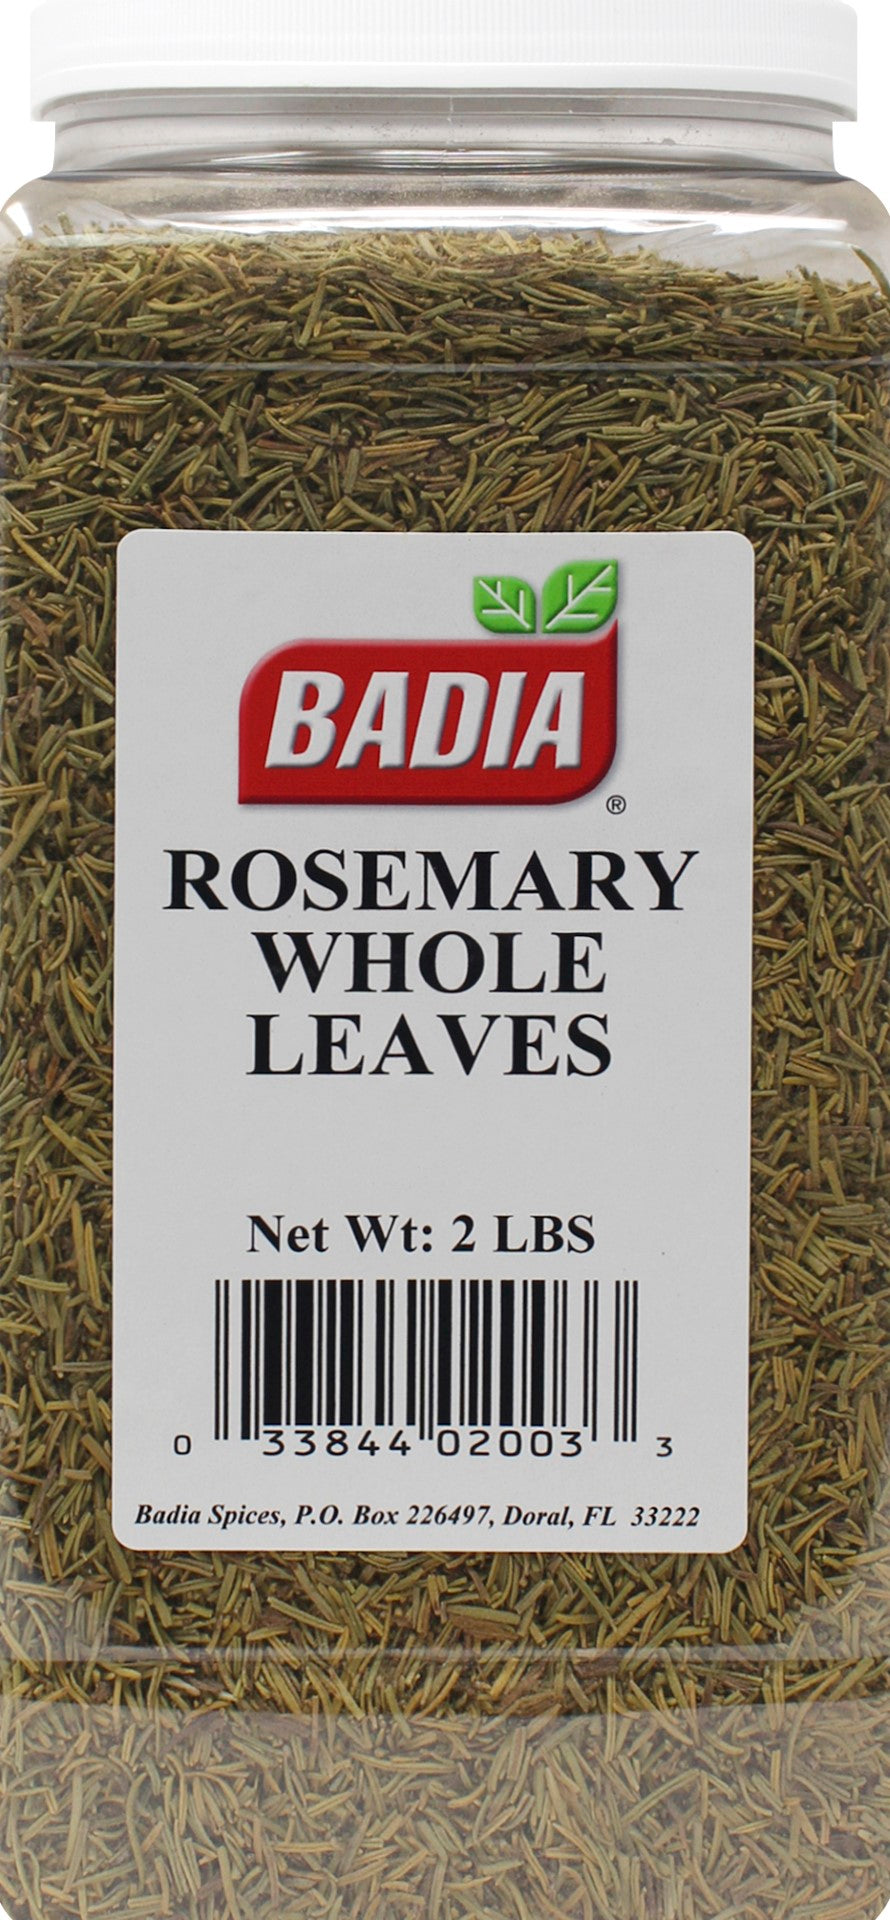 BADIA®
ROSEMARY
WHOLE
LEAVES
Net Wt: 2 LBS
0 33844 02003 3
Badia Spices, P.O. Box 226497, Doral, FL 33222